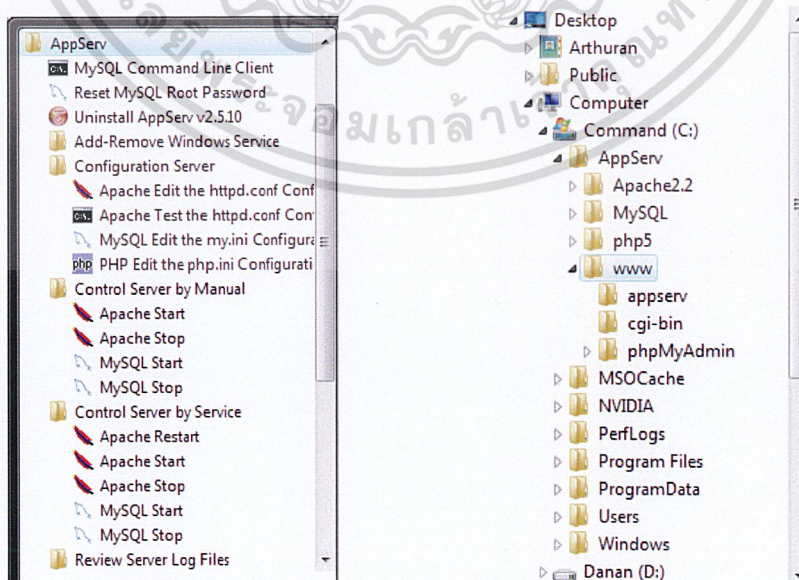 AppServ
MySQL Command Line Client
Reset MySQL Root Password
Uninstall AppServ v2.5.10
Add-Remove Windows Service
Configuration Server
Apache Edit the httpd.conf Conf
Apache Test the httpd.conf Con
MySQL Edit the my.ini Configura
PHP Edit the php.ini Configurati
Control Server by Manual
Apache Start
Apache Stop
MySQL Start
MySQL Stop
Control Server by Service
Apache Restart
Apache Start
Apache Stop
MySQL Start
MySQL Stop
Review Server Log Files
Desktop
Arthuran
Public
Computer
Command (C:)
AppServ
Apache2.2
MySQL
php5
www
appserv
cgi-bin
phpMyAdmin
MSOCache
NVIDIA
PerfLogs
Program Files
ProgramData
Users
Windows
Danan (D:)